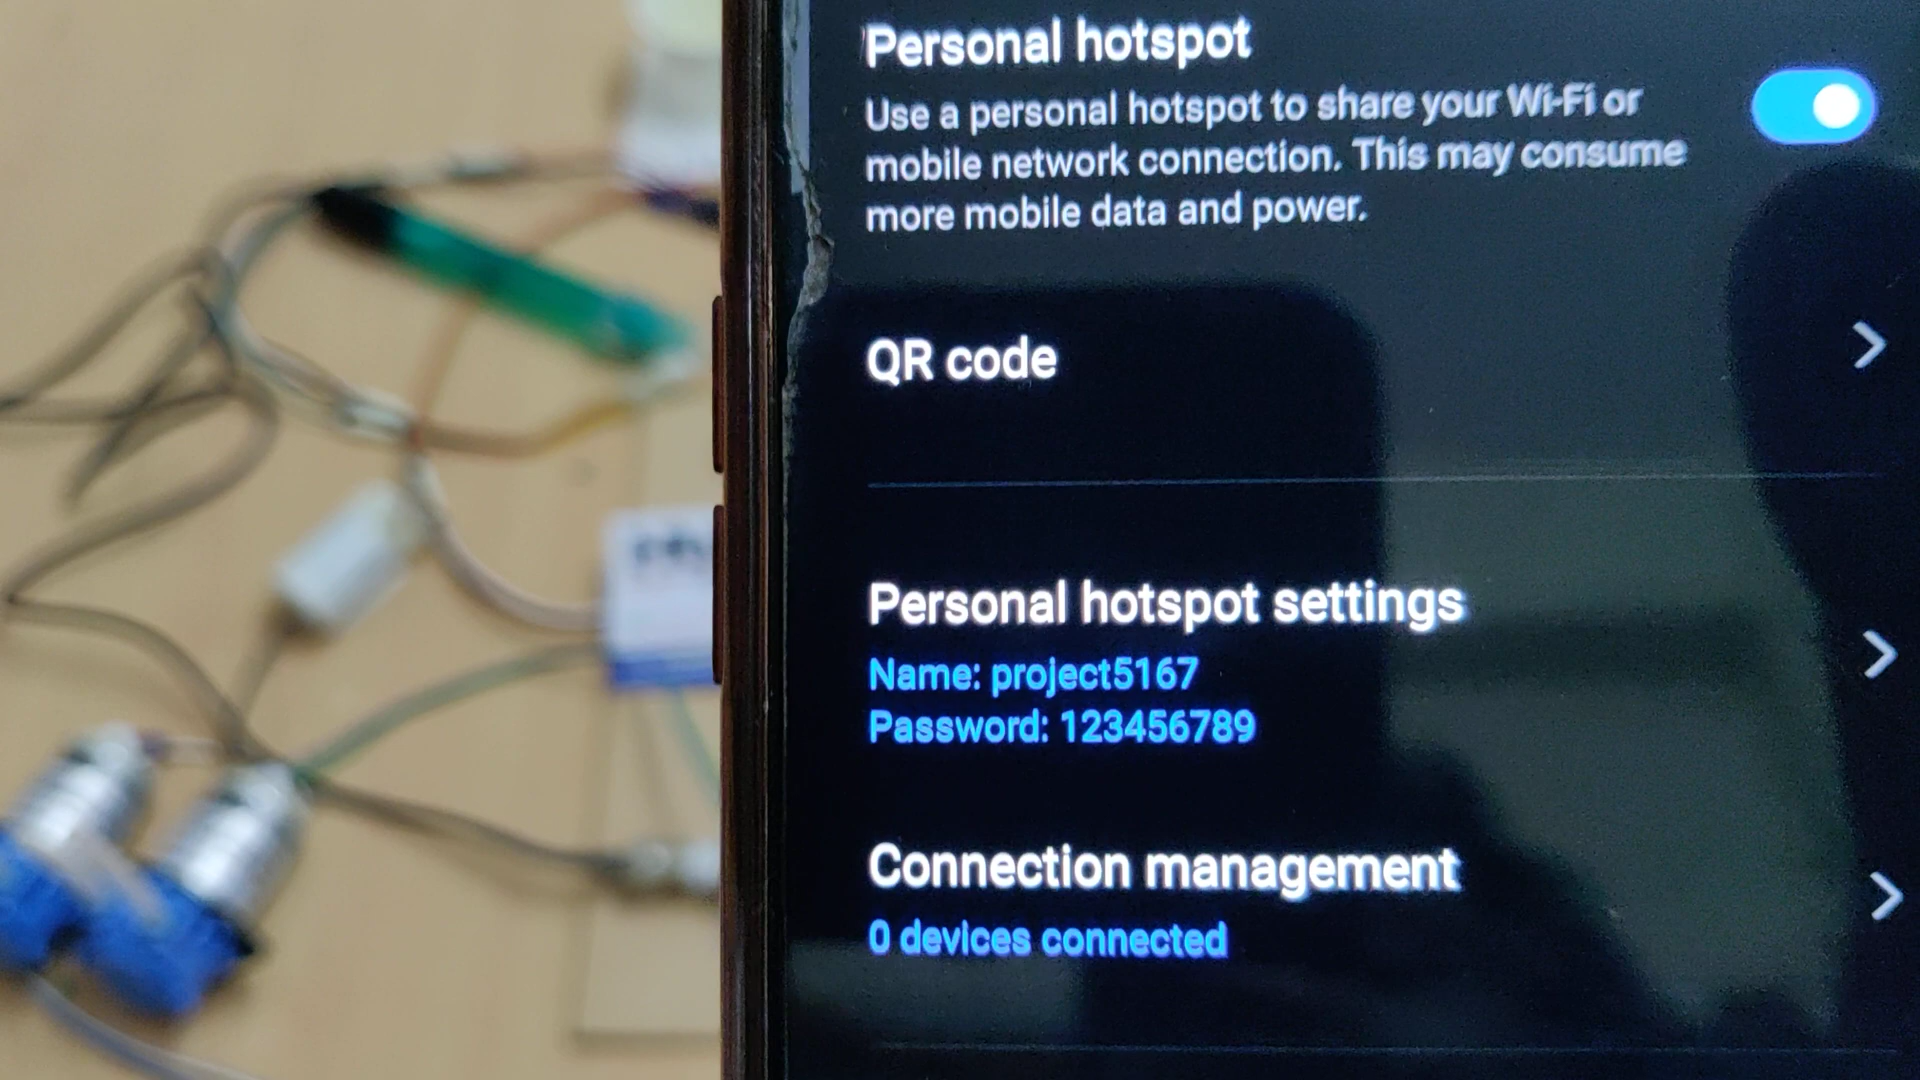 Personal hotspot
Use a personal hotspot to share your Wi-Fi or
mobile network connection. This may consume
more mobile data and power.
QR code
Personal hotspot settings
Name: project5167
Password: 123456789
Connection management
0 devices connected